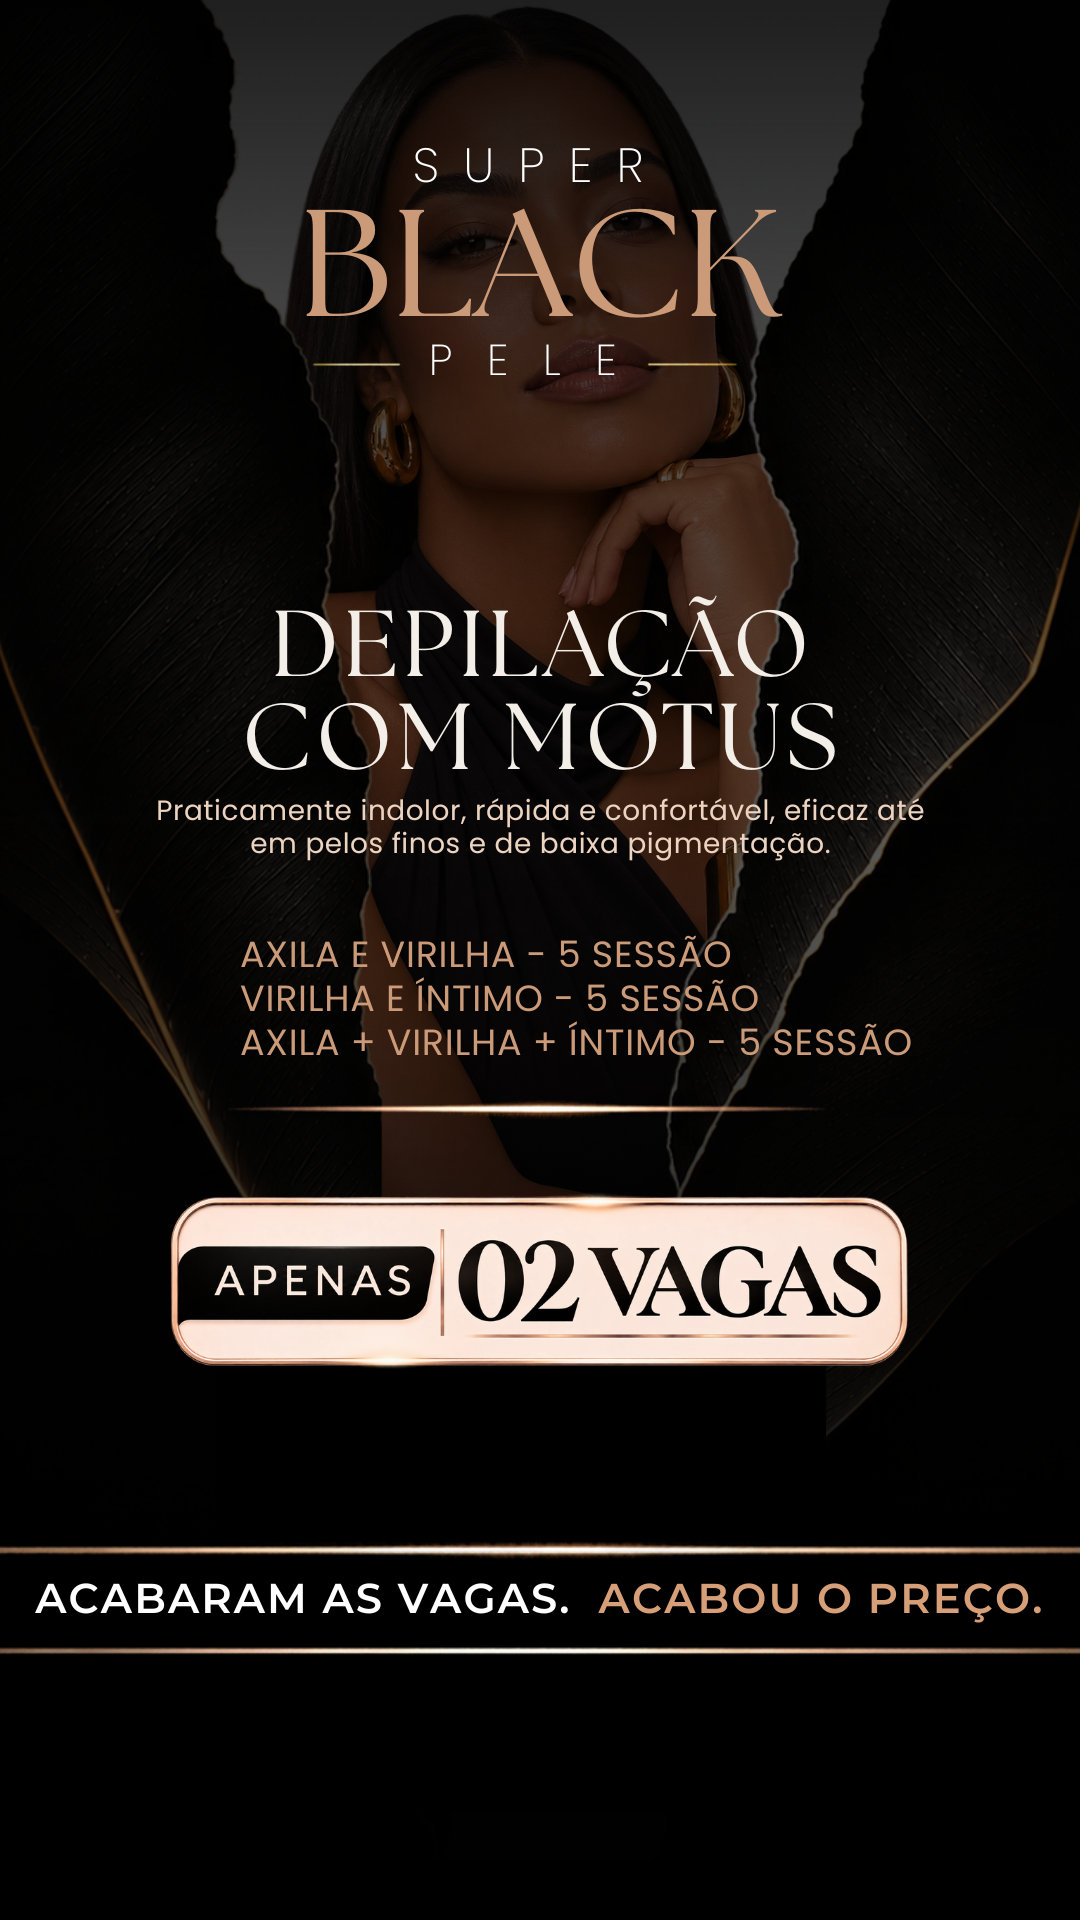 SUPER
BLACK
PELE
DEPILAÇÃO
COM MOTUS
Praticamente indolor, rápida e confortável, eficaz até
em pelos finos e de baixa pigmentação.
AXILA E VIRILHA - 5 SESSÃO
VIRILHA E ÍNTIMO - 5 SESSÃO
AXILA + VIRILHA + ÍNTIMO - 5 SESSÃO
APENAS 02 VAGAS
ACABARAM AS VAGAS. ACABOU O PREÇO.